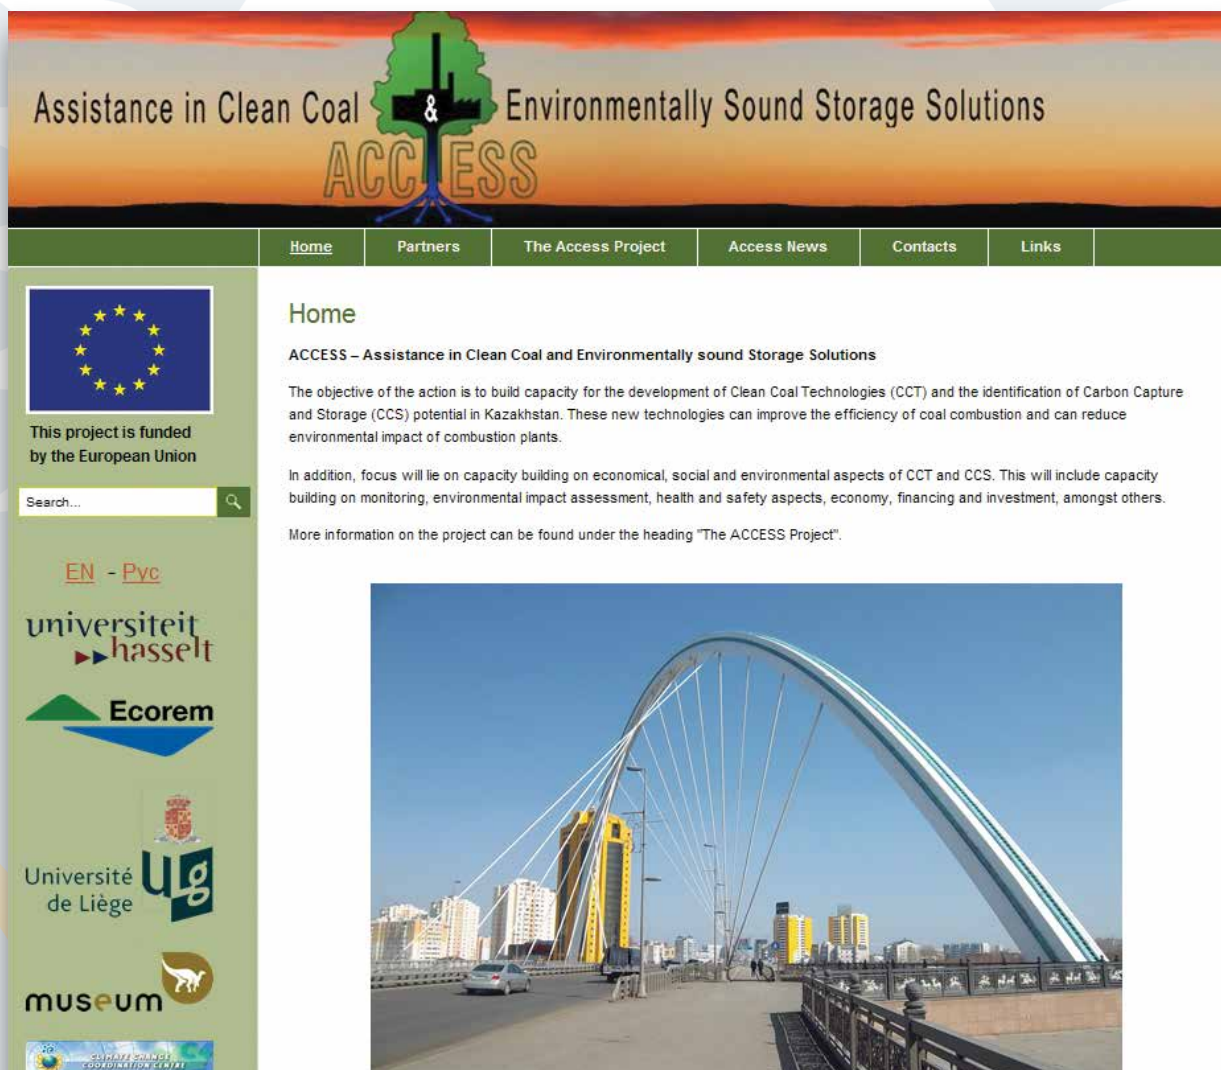 Assistance in Clean Coal & Environmentally Sound Storage Solutions
ACCESS
Home Partners The Access Project Access News Contacts Links
This project is funded
by the European Union
Search...
EN - Рус
universiteit
hasselt
Ecorem
Université
de Liège
ULg
museum
CLIMATE CHANGE
COORDINATION CENTRE
Home
ACCESS – Assistance in Clean Coal and Environmentally sound Storage Solutions
The objective of the action is to build capacity for the development of Clean Coal Technologies (CCT) and the identification of Carbon Capture
and Storage (CCS) potential in Kazakhstan. These new technologies can improve the efficiency of coal combustion and can reduce
environmental impact of combustion plants.
In addition, focus will lie on capacity building on economical, social and environmental aspects of CCT and CCS. This will include capacity
building on monitoring, environmental impact assessment, health and safety aspects, economy, financing and investment, amongst others.
More information on the project can be found under the heading "The ACCESS Project".